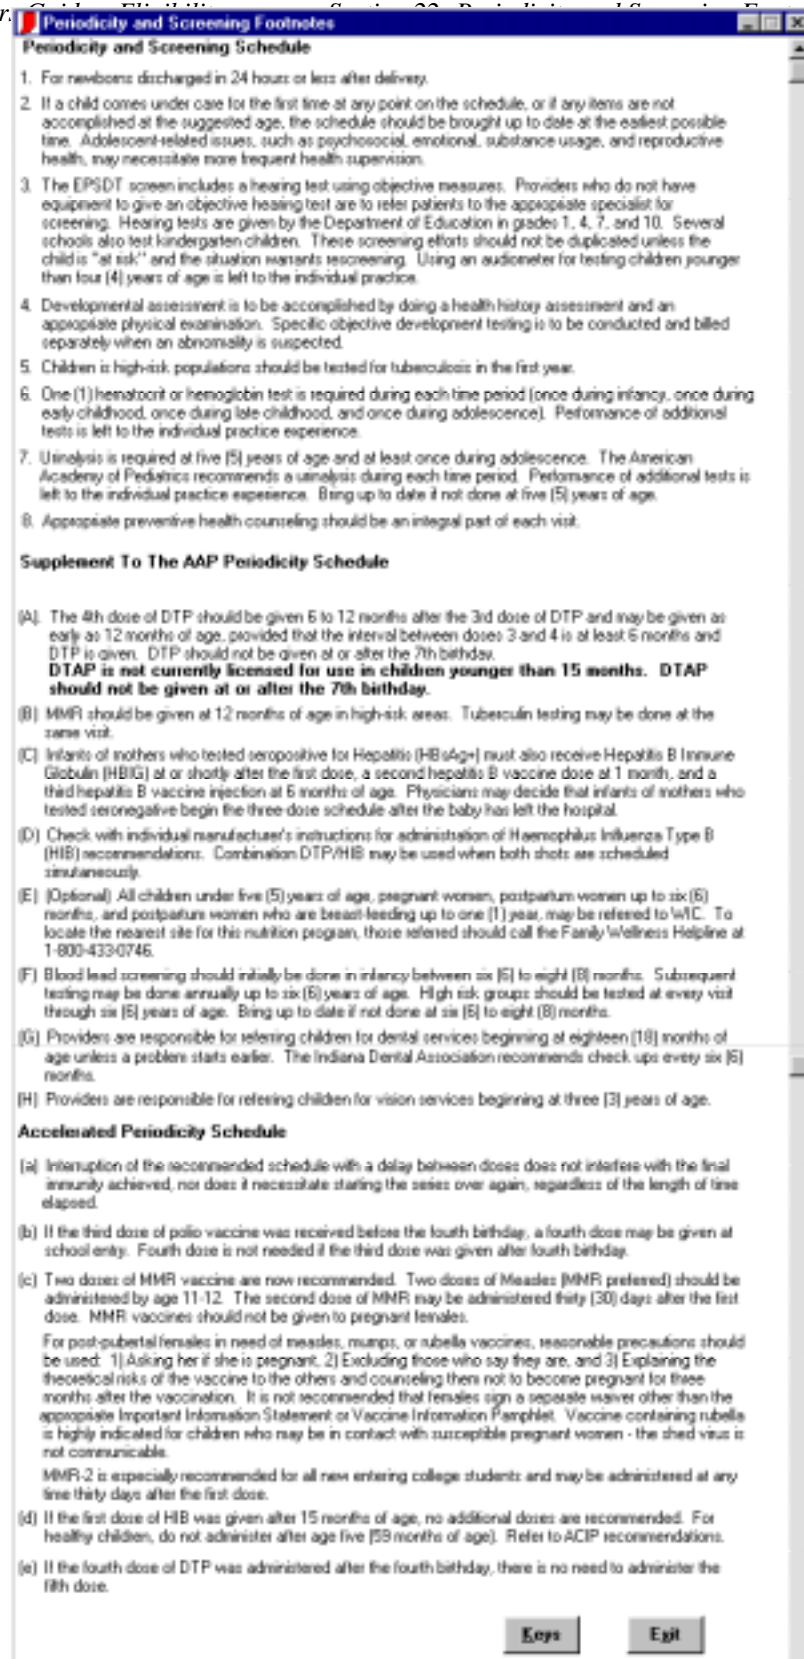 Periodicity and Screening Footnotes
Periodicity and Screening Schedule
1. For newborns discharged in 24 hours or less after delivery.
2. If a child comes under care for the first time at any point on the schedule, or if any items are not
accomplished at the suggested age, the schedule should be brought up to date at the earliest possible
time. Adolescent-related issues, such as psychosocial, emotional, substance usage, and reproductive
health, may necessitate more frequent health supervision.
3. The EPSDT screen includes a hearing test using objective measures. Providers who do not have
equipment to give an objective hearing test are to refer patients to the appropriate specialist for
screening. Hearing tests are given by the Department of Education in grades 1, 4, 7, and 10. Several
schools also test kindergarten children. These screening efforts should not be duplicated unless the
child is "at risk" and the situation warrants rescreening. Using an audiometer for testing children younger
than four (4) years of age is left to the individual practice.
4. Developmental assessment is to be accomplished by doing a health history assessment and an
appropriate physical examination. Specific objective development testing is to be conducted and billed
separately when an abnormality is suspected.
5. Children is high-risk populations should be tested for tuberculosis in the first year.
6. One (1) hematocrit or hemoglobin test is required during each time period (once during infancy, once during
early childhood, once during late childhood, and once during adolescence). Performance of additional
tests is left to the individual practice experience.
7. Urinalysis is required at five (5) years of age and at least once during adolescence. The American
Academy of Pediatrics recommends a urinalysis during each time period. Performance of additional tests is
left to the individual practice experience. Bring up to date if not done at five (5) years of age.
8. Appropriate preventive health counseling should be an integral part of each visit.
Supplement To The AAP Periodicity Schedule
(A). The 4th dose of DTP should be given 6 to 12 months after the 3rd dose of DTP and may be given as
early as 12 months of age, provided that the interval between doses 3 and 4 is at least 6 months and
DTP is given. DTP should not be given at or after the 7th birthday.
DTAP is not currently licensed for use in children younger than 15 months. DTAP
should not be given at or after the 7th birthday.
(B) MMR should be given at 12 months of age in high-risk areas. Tuberculin testing may be done at the
same visit.
(C) Infants of mothers who tested seropositive for Hepatitis (HBsAg+) must also receive Hepatitis B Immune
Globulin (HBIG) at or shortly after the first dose, a second hepatitis B vaccine dose at 1 month, and a
third hepatitis B vaccine injection at 6 months of age. Physicians may decide that infants of mothers who
tested seronegative begin the three-dose schedule after the baby has left the hospital.
(D) Check with individual manufacturer's instructions for administration of Haemophilus Influenza Type B
(HIB) recommendations. Combination DTP/HIB may be used when both shots are scheduled
simutaneously.
(E) (Optional) All children under five (5) years of age, pregnant women, postpartum women up to six (6)
months, and postpartum women who are breast-feeding up to one (1) year, may be referred to WIC. To
locate the nearest site for this nutrition program, those referred should call the Family Wellness Helpline at
1-800-433-0746.
(F) Blood lead screening should initially be done in infancy between six (6) to eight (8) months. Subsequent
testing may be done annually up to six (6) years of age. High risk groups should be tested at every visit
through six (6) years of age. Bring up to date if not done at six (6) to eight (8) months.
(G) Providers are responsible for referring children for dental services beginning at eighteen (18) months of
age unless a problem starts earlier. The Indiana Dental Association recommends check ups every six (6)
months.
(H) Providers are responsible for referring children for vision services beginning at three (3) years of age.
Accelerated Periodicity Schedule
(a) Interruption of the recommended schedule with a delay between doses does not interfere with the final
immunity achieved, nor does it necessitate starting the series over again, regardless of the length of time
elapsed.
(b) If the third dose of polio vaccine was received before the fourth birthday, a fourth dose may be given at
school entry. Fourth dose is not needed if the third dose was given after fourth birthday.
(c) Two doses of MMR vaccine are now recommended. Two doses of Measles (MMR preferred) should be
administered by age 11-12. The second dose of MMR may be administered thirty (30) days after the first
dose. MMR vaccines should not be given to pregnant females.
For post-pubertal females in need of measles, mumps, or rubella vaccines, reasonable precautions should
be used: 1) Asking her if she is pregnant, 2) Excluding those who say they are, and 3) Explaining the
theoretical risks of the vaccine to the others and counseling them not to become pregnant for three
months after the vaccination. It is not recommended that females sign a separate waiver other than the
appropriate Important Information Statement or Vaccine Information Pamphlet. Vaccine containing rubella
is highly indicated for children who may be in contact with susceptible pregnant women - the shed virus is
not communicable.
MMR-2 is especially recommended for all new entering college students and may be administered at any
time thirty days after the first dose.
(d) If the first dose of HIB was given after 15 months of age, no additional doses are recommended. For
healthy children, do not administer after age five (59 months of age). Refer to ACIP recommendations.
(e) If the fourth dose of DTP was administered after the fourth birthday, there is no need to administer the
fifth dose.
Keys Exit